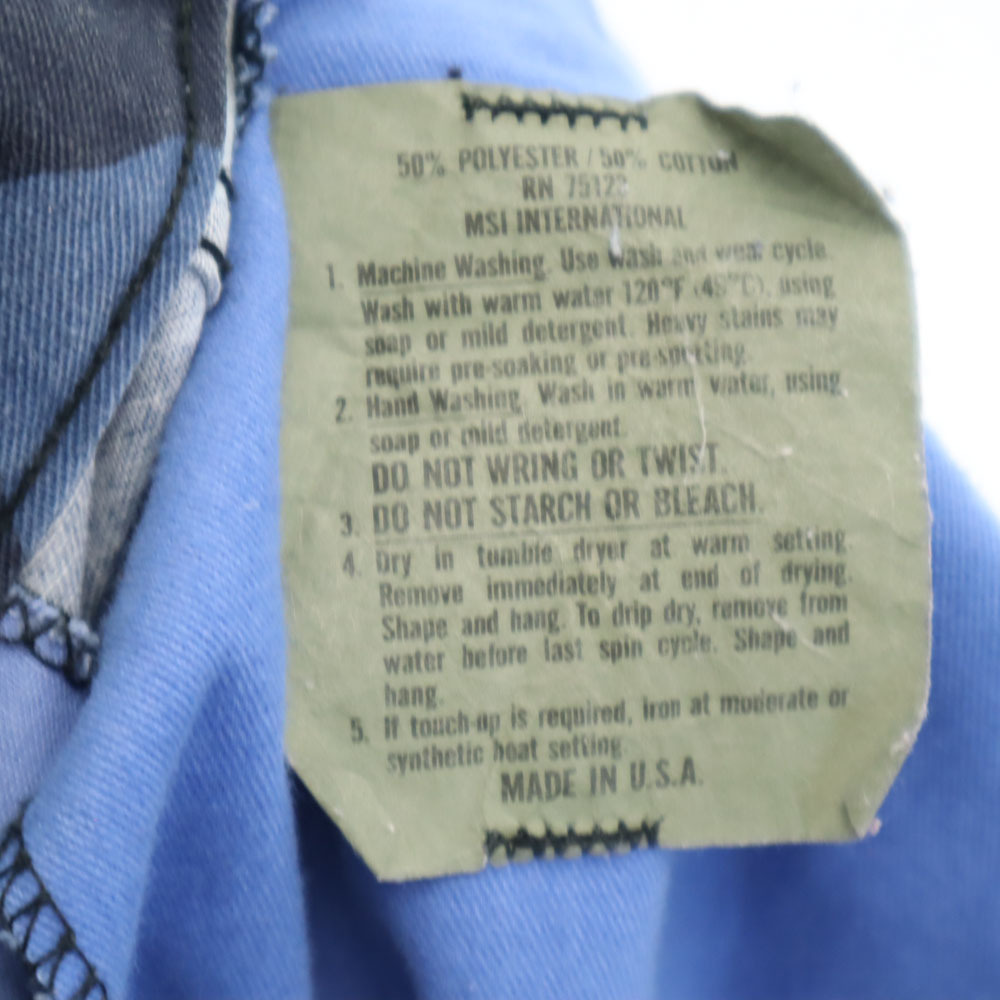 50% POLYESTER / 50% COTTON
RN 75123
MSI INTERNATIONAL
1. Machine Washing. Use wash and wear cycle.
Wash with warm water 120°F (49°C), using
soap or mild detergent. Heavy stains may
require pre-soaking or pre-spotting.
2. Hand Washing. Wash in warm water, using
soap or mild detergent.
DO NOT WRING OR TWIST.
3. DO NOT STARCH OR BLEACH.
4. Dry in tumble dryer at warm setting.
Remove immediately at end of drying.
Shape and hang. To drip dry, remove from
water before last spin cycle. Shape and
hang.
5. If touch-up is required, iron at moderate or
synthetic heat setting.
MADE IN U.S.A.